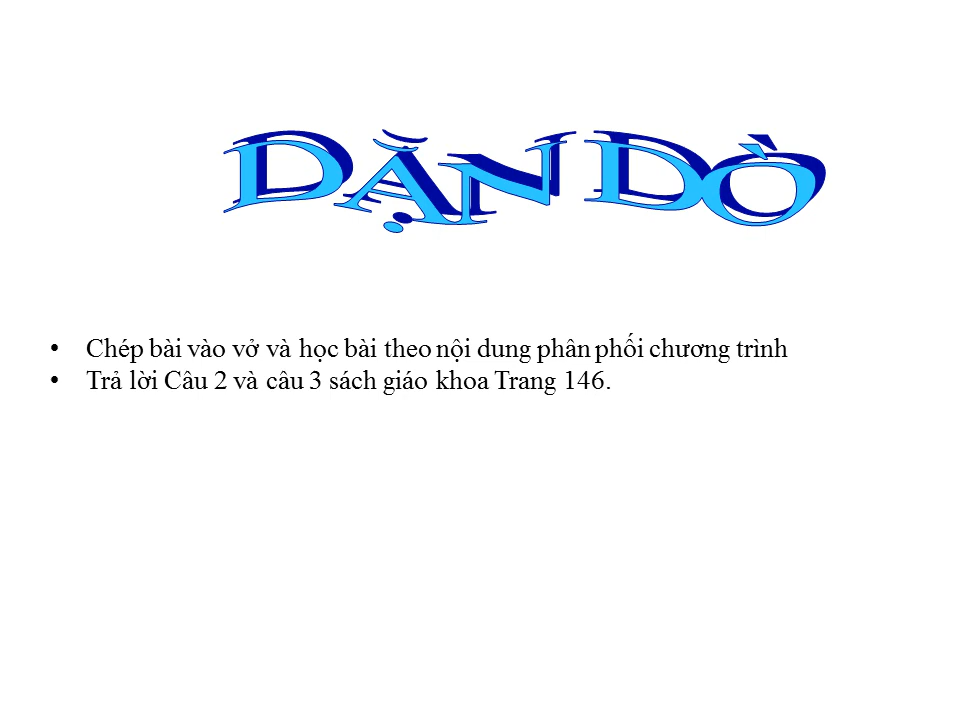 DẶN DÒ
• Chép bài vào vở và học bài theo nội dung phân phối chương trình
• Trả lời Câu 2 và câu 3 sách giáo khoa Trang 146.